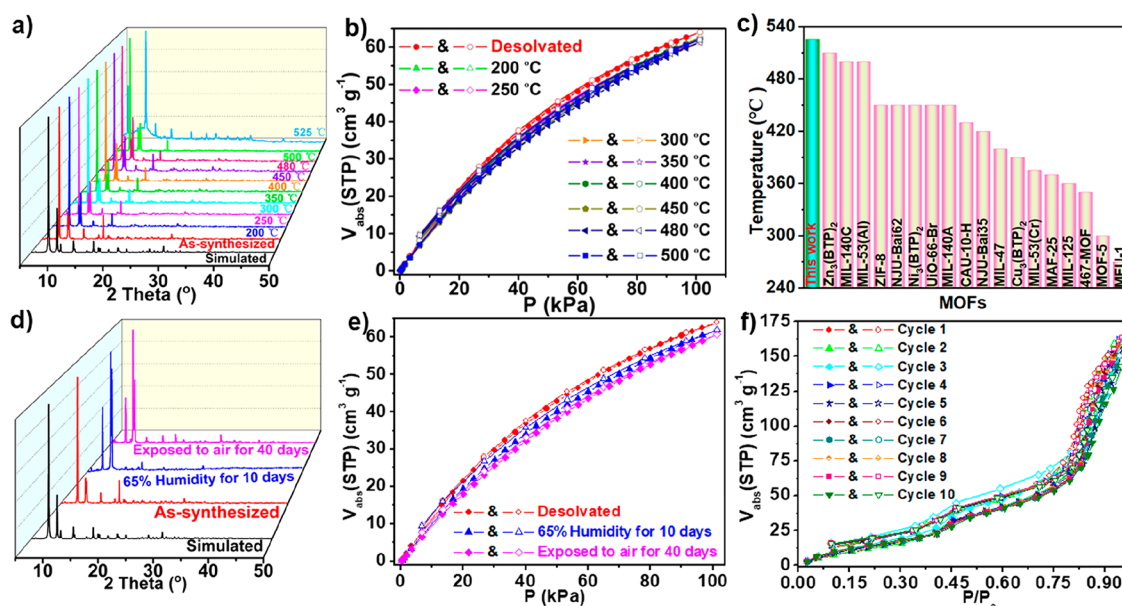 a)
525 ℃
500 ℃
480 ℃
450 ℃
400 ℃
350 ℃
300 ℃
250 ℃
200 ℃
As-synthesized
Simulated
10 20 30 40 50
2 Theta (°)
b)
V abs (STP) (cm³ g⁻¹)
60
50
40
30
20
10
0
& Desolvated
& 200 °C
& 250 °C
& 300 °C
& 350 °C
& 400 °C
& 450 °C
& 480 °C
& 500 °C
0 20 40 60 80 100
P (kPa)
c)
Temperature (℃)
540
480
420
360
300
240
This work
Zn₃(BTP)₂
MIL-140C
MIL-53(Al)
ZIF-8
NJU-Bai62
Ni₃(BTP)₂
UiO-66-Br
MIL-140A
CAU-10-H
NJU-Bai35
MIL-47
Cu₃(BTP)₂
MIL-53(Cr)
MAF-25
MIL-125
467-MOF
MOF-5
MFU-1
MOFs
d)
Exposed to air for 40 days
65% Humidity for 10 days
As-synthesized
Simulated
10 20 30 40 50
2 Theta (°)
e)
V abs (STP) (cm³ g⁻¹)
60
50
40
30
20
10
0
& Desolvated
& 65% Humidity for 10 days
& Exposed to air for 40 days
0 20 40 60 80 100
P (kPa)
f)
V abs (STP) (cm³ g⁻¹)
175
150
125
100
75
50
25
0
& Cycle 1
& Cycle 2
& Cycle 3
& Cycle 4
& Cycle 5
& Cycle 6
& Cycle 7
& Cycle 8
& Cycle 9
& Cycle 10
0.00 0.15 0.30 0.45 0.60 0.75 0.90